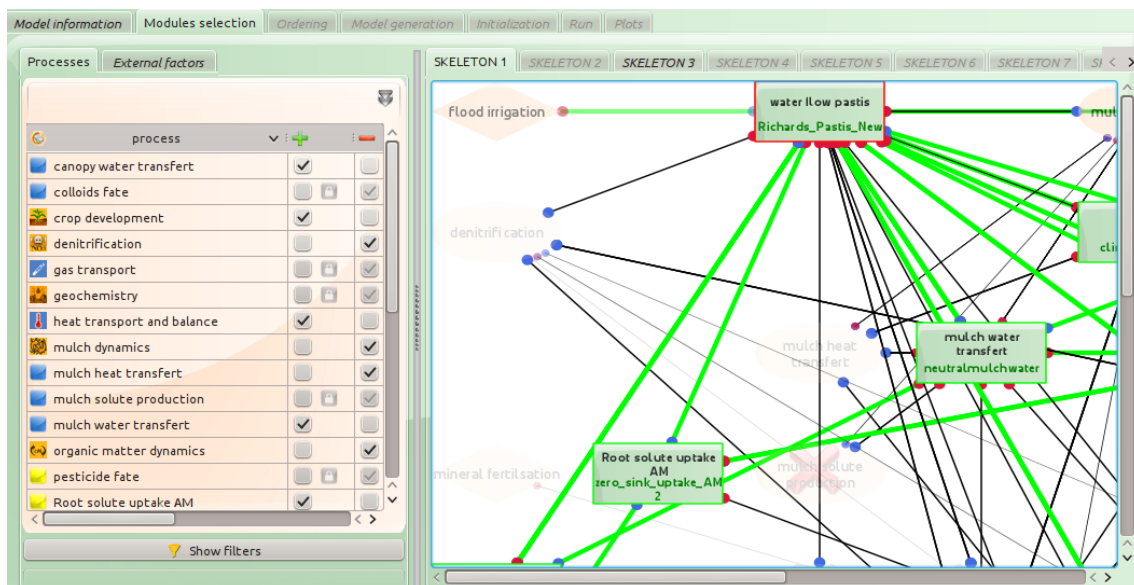 Model information Modules selection Ordering Model generation Initialization Run Plots
Processes External factors
process
canopy water transfert
colloids fate
crop development
denitrification
gas transport
geochemistry
heat transport and balance
mulch dynamics
mulch heat transfert
mulch solute production
mulch water transfert
organic matter dynamics
pesticide fate
Root solute uptake AM
Show filters
SKELETON 1 SKELETON 2 SKELETON 3 SKELETON 4 SKELETON 5 SKELETON 6 SKELETON 7 SK
flood irrigation
water flow pastis
Richards_Pastis_New
mul
denitrification
clin
mulch heat
transfert
mulch water
transfert
neutralmulchwater
mineral fertilsation
Root solute uptake
AM
zero_sink_uptake_AM
2
mulch solute
production